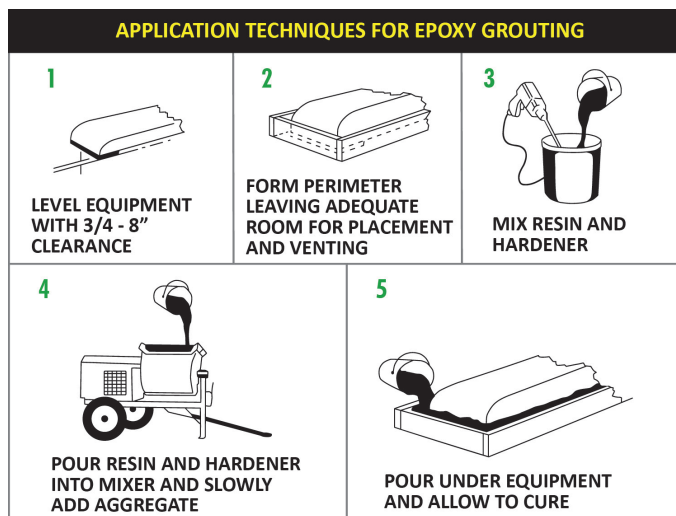 APPLICATION TECHNIQUES FOR EPOXY GROUTING
1
LEVEL EQUIPMENT
WITH 3/4 - 8”
CLEARANCE
2
FORM PERIMETER
LEAVING ADEQUATE
ROOM FOR PLACEMENT
AND VENTING
3
MIX RESIN AND
HARDENER
4
POUR RESIN AND HARDENER
INTO MIXER AND SLOWLY
ADD AGGREGATE
5
POUR UNDER EQUIPMENT
AND ALLOW TO CURE